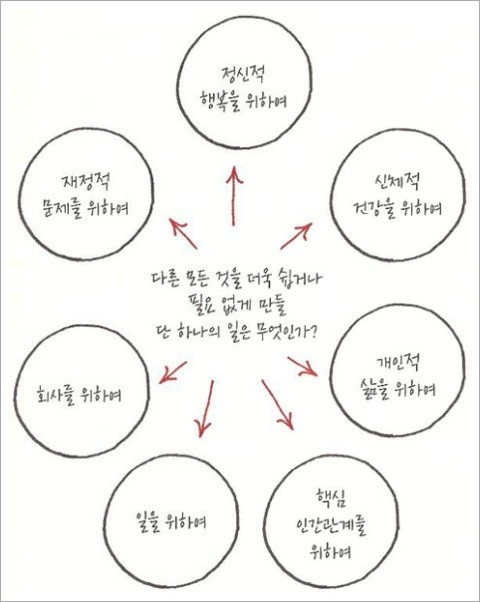 정신적
행복을 위하여
재정적
문제를 위하여
신체적
건강을 위하여
다른 모든 것을 더욱 쉽거나
필요 없게 만들
단 하나의 일은 무엇인가?
회사를 위하여
개인적
삶을 위하여
일을 위하여
핵심
인간관계를
위하여